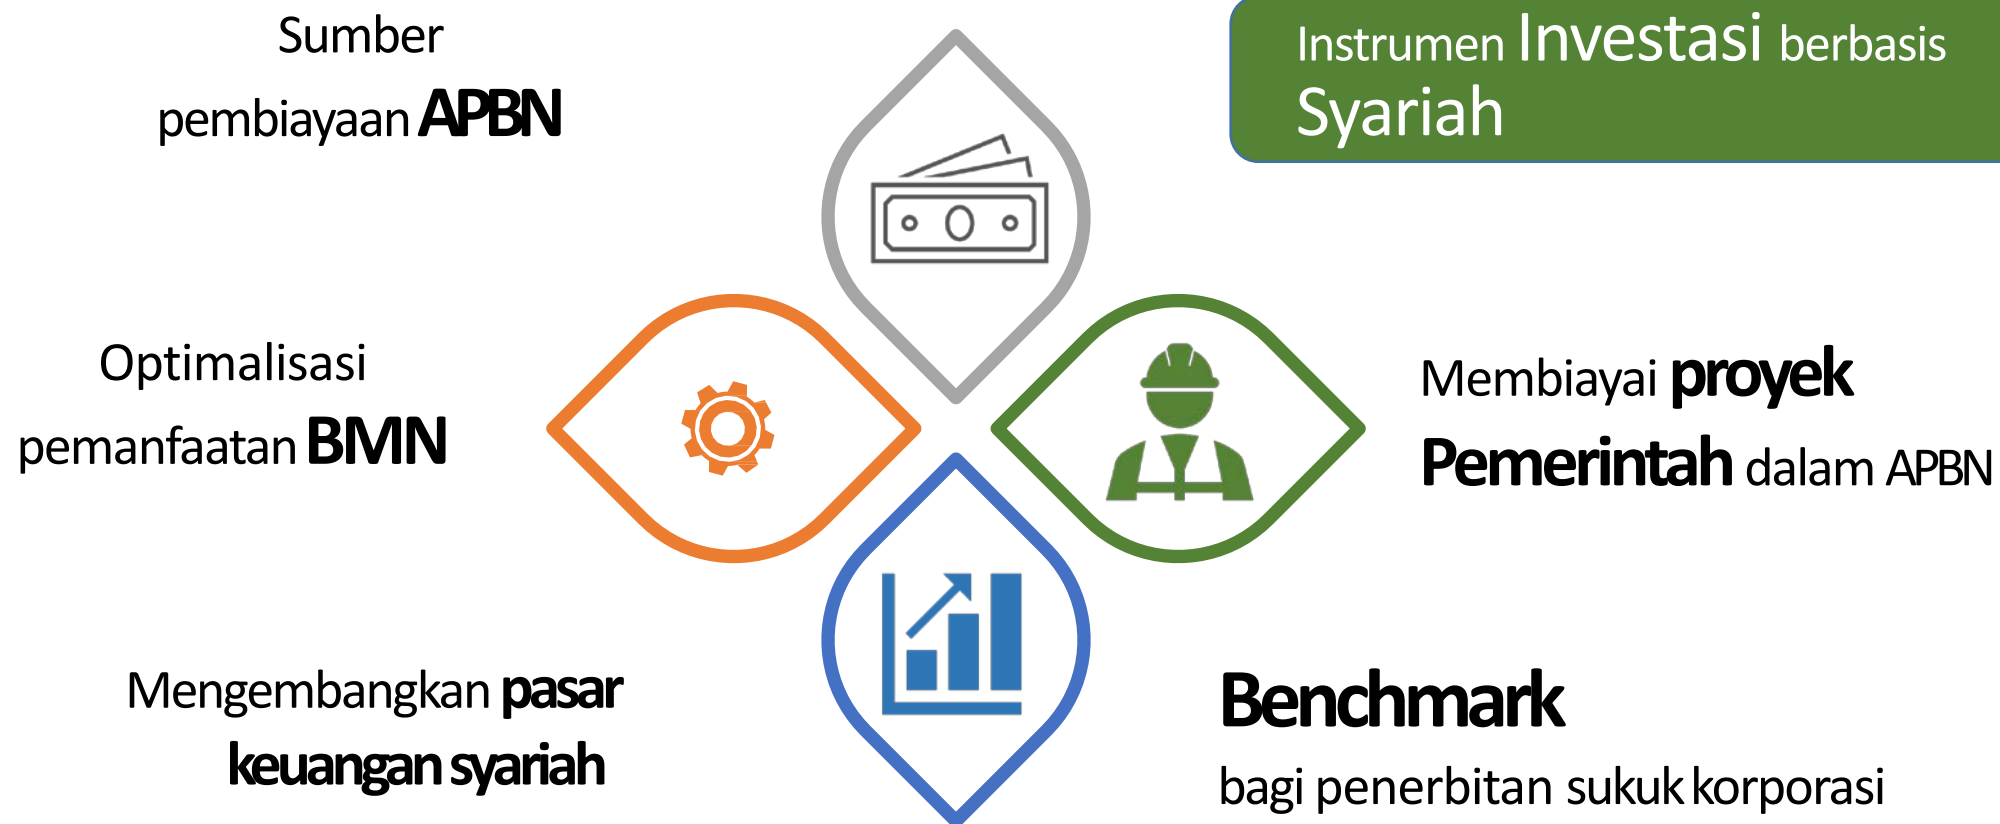 Sumber
pembiayaan APBN
Instrumen Investasi berbasis
Syariah
Optimalisasi
pemanfaatan BMN
Membiayai proyek
Pemerintah dalam APBN
Mengembangkan pasar
keuangan syariah
Benchmark
bagi penerbitan sukuk korporasi